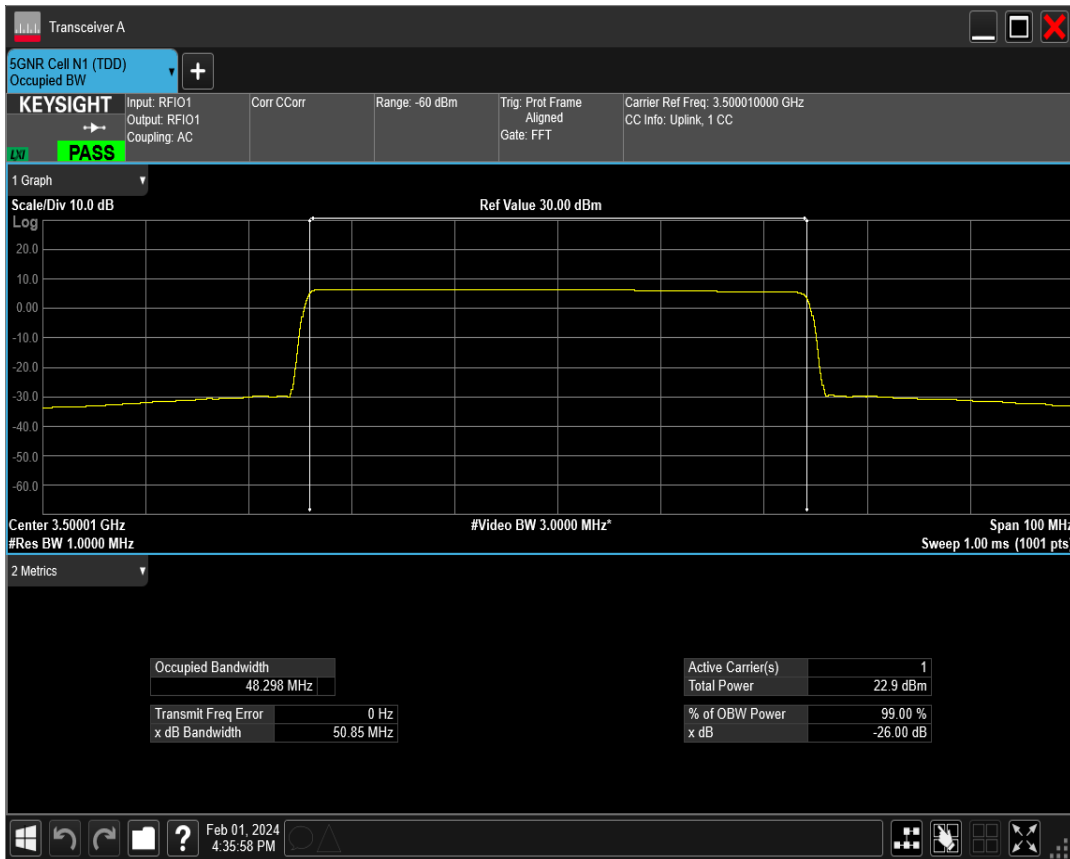 Transceiver A
5GNR Cell N1 (TDD)
Occupied BW
+
KEYSIGHT
LXI
PASS
Input: RFIO1
Output: RFIO1
Coupling: AC
Corr CCorr
Range: -60 dBm
Trig: Prot Frame
Aligned
Gate: FFT
Carrier Ref Freq: 3.500010000 GHz
CC Info: Uplink, 1 CC
1 Graph
Scale/Div 10.0 dB
Ref Value 30.00 dBm
Log
20.0
10.0
0.00
-10.0
-20.0
-30.0
-40.0
-50.0
-60.0
Center 3.50001 GHz
#Video BW 3.0000 MHz*
Span 100 MHz
#Res BW 1.0000 MHz
Sweep 1.00 ms (1001 pts)
2 Metrics
Occupied Bandwidth
48.298 MHz
Transmit Freq Error 0 Hz
x dB Bandwidth 50.85 MHz
Active Carrier(s) 1
Total Power 22.9 dBm
% of OBW Power 99.00 %
x dB -26.00 dB
?
Feb 01, 2024
4:35:58 PM